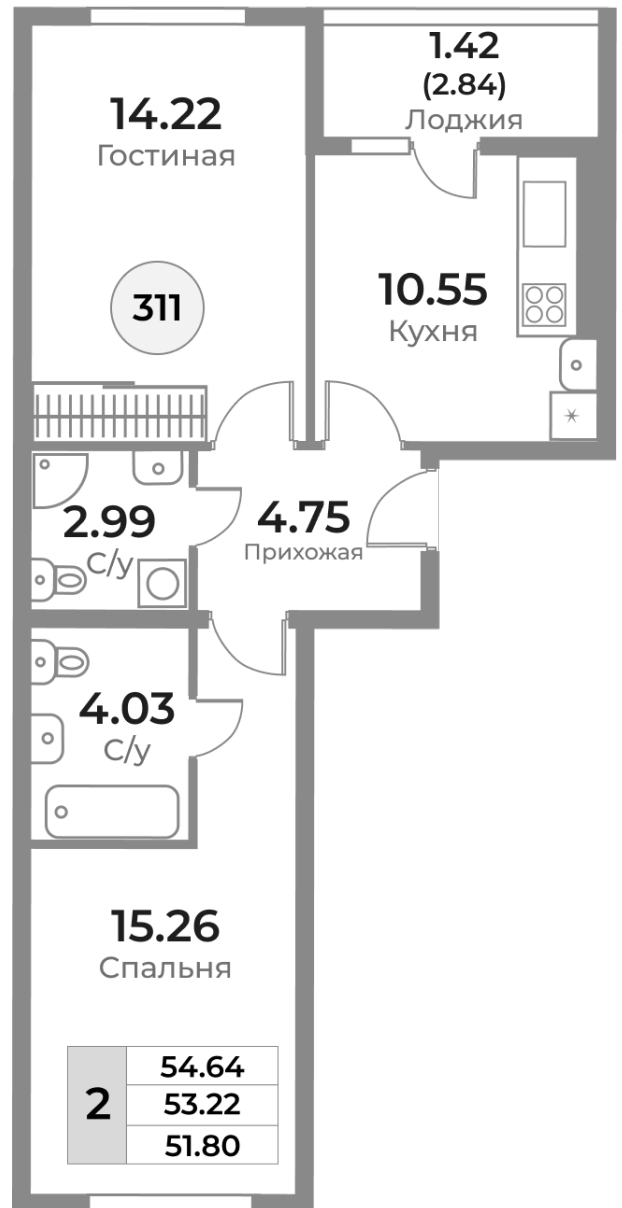 14.22
Гостиная
1.42
(2.84)
Лоджия
311
10.55
Кухня
2.99
С/у
4.75
Прихожая
4.03
С/у
15.26
Спальня
2
54.64
53.22
51.80